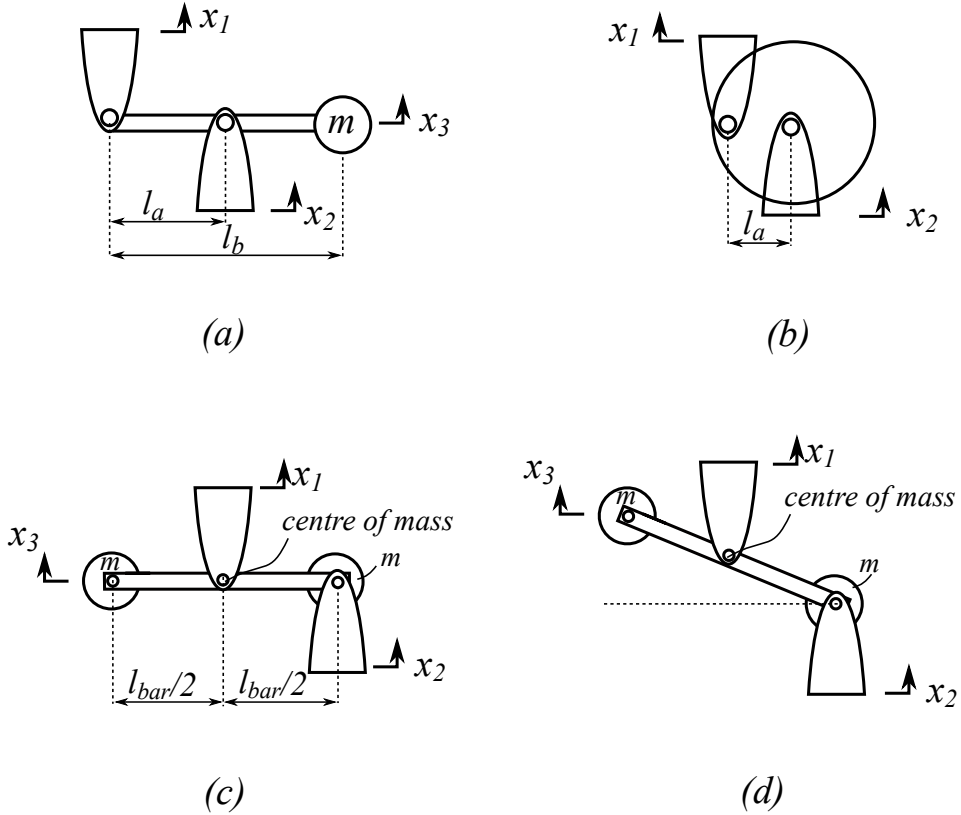 x1
m
x3
la
x2
lb
(a)
x1
la
x2
(b)
x1
centre of mass
x3
m
m
lbar/2
lbar/2
x2
(c)
x1
x3
m
centre of mass
m
x2
(d)